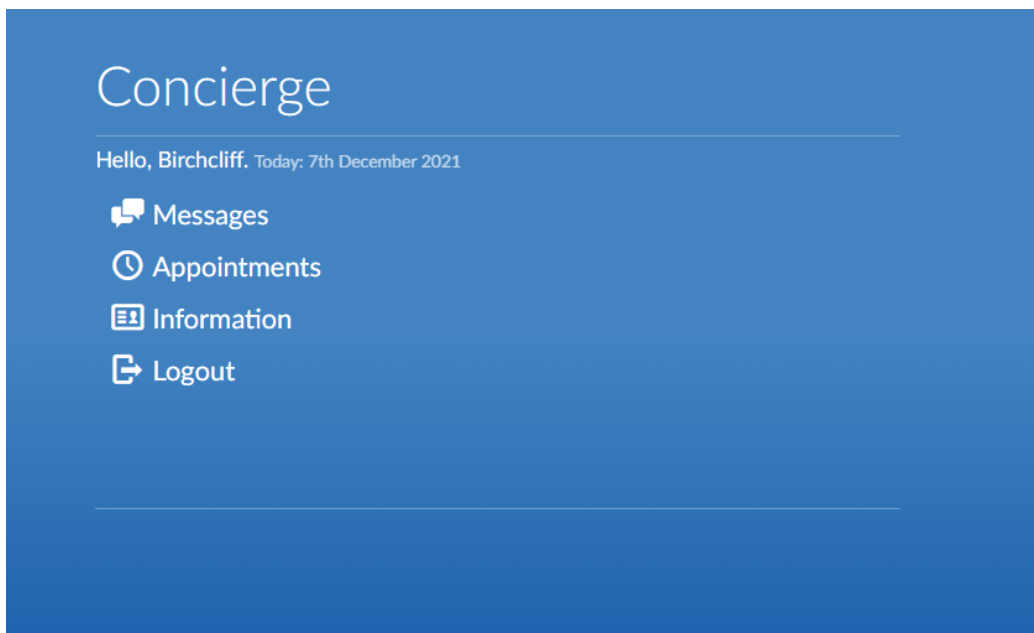 Concierge
Hello, Birchcliff. Today: 7th December 2021
Messages
Appointments
Information
Logout